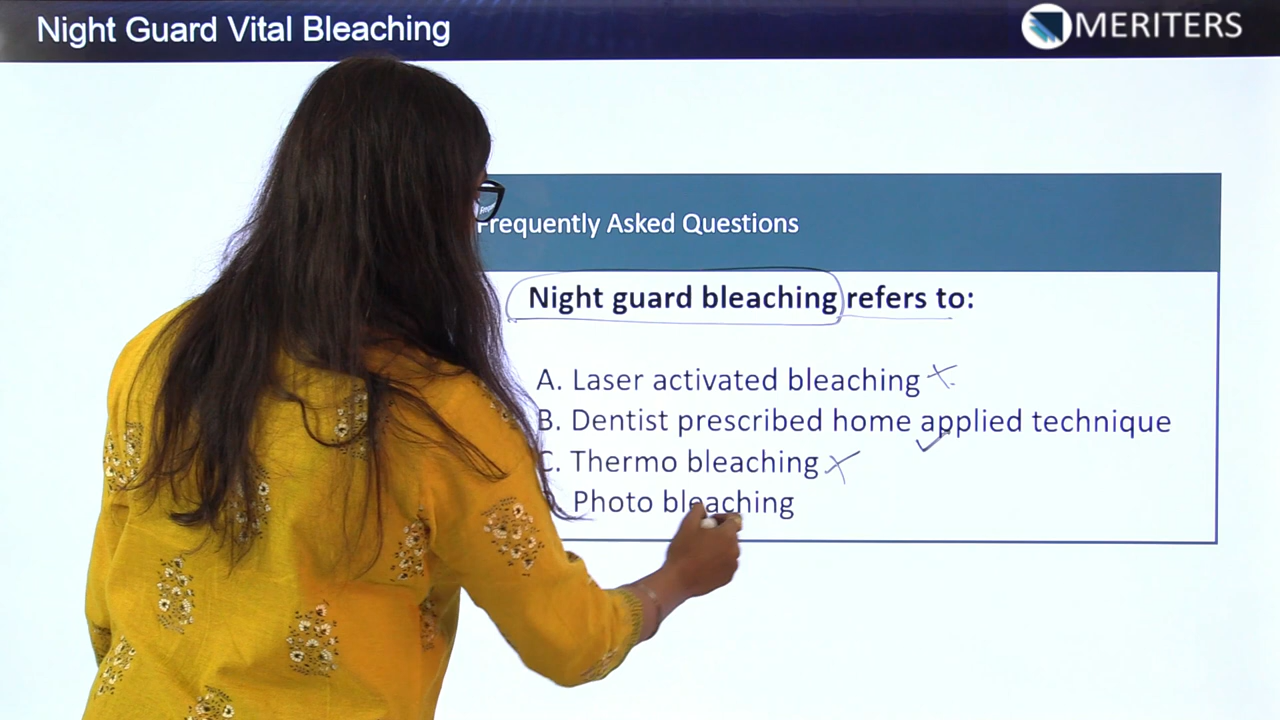 Night Guard Vital Bleaching
MERITERS
Frequently Asked Questions
Night guard bleaching refers to:
A. Laser activated bleaching
B. Dentist prescribed home applied technique
C. Thermo bleaching
Photo bleaching